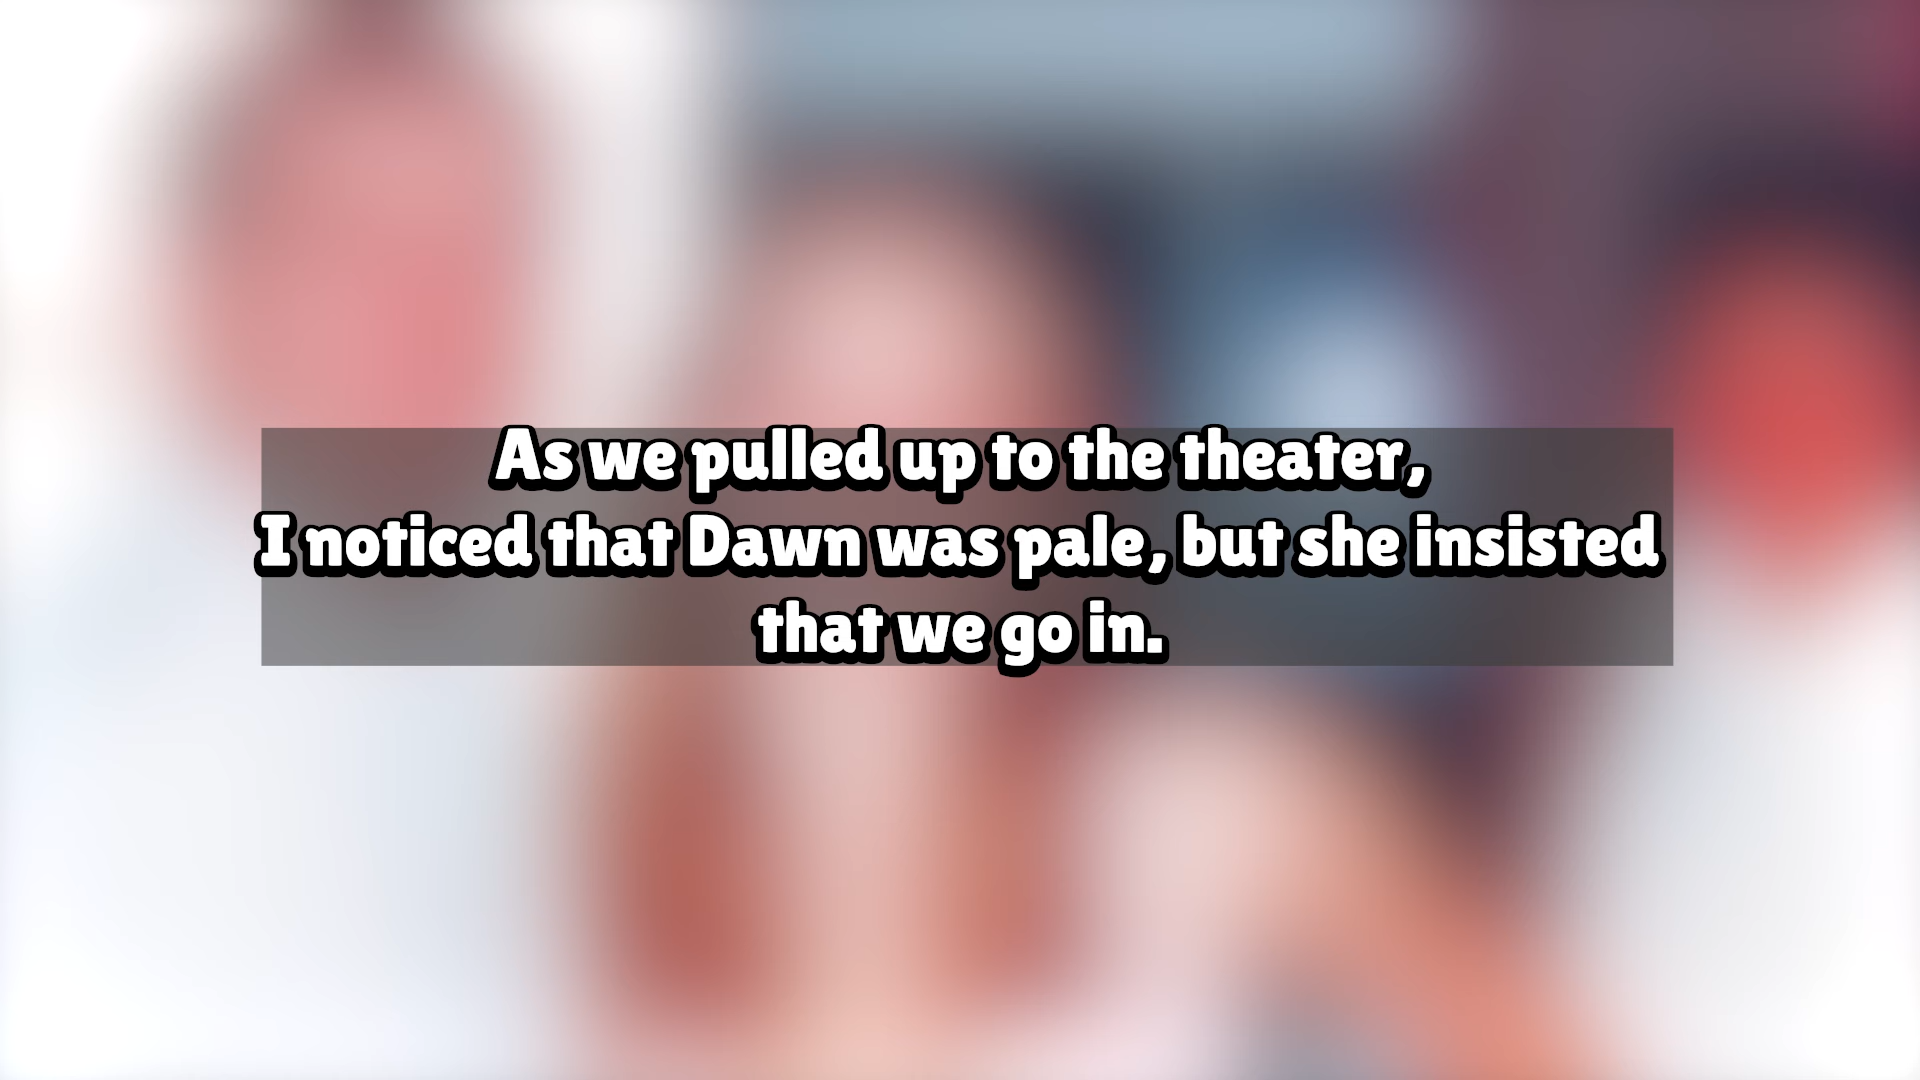 As we pulled up to the theater,
I noticed that Dawn was pale, but she insisted
that we go in.